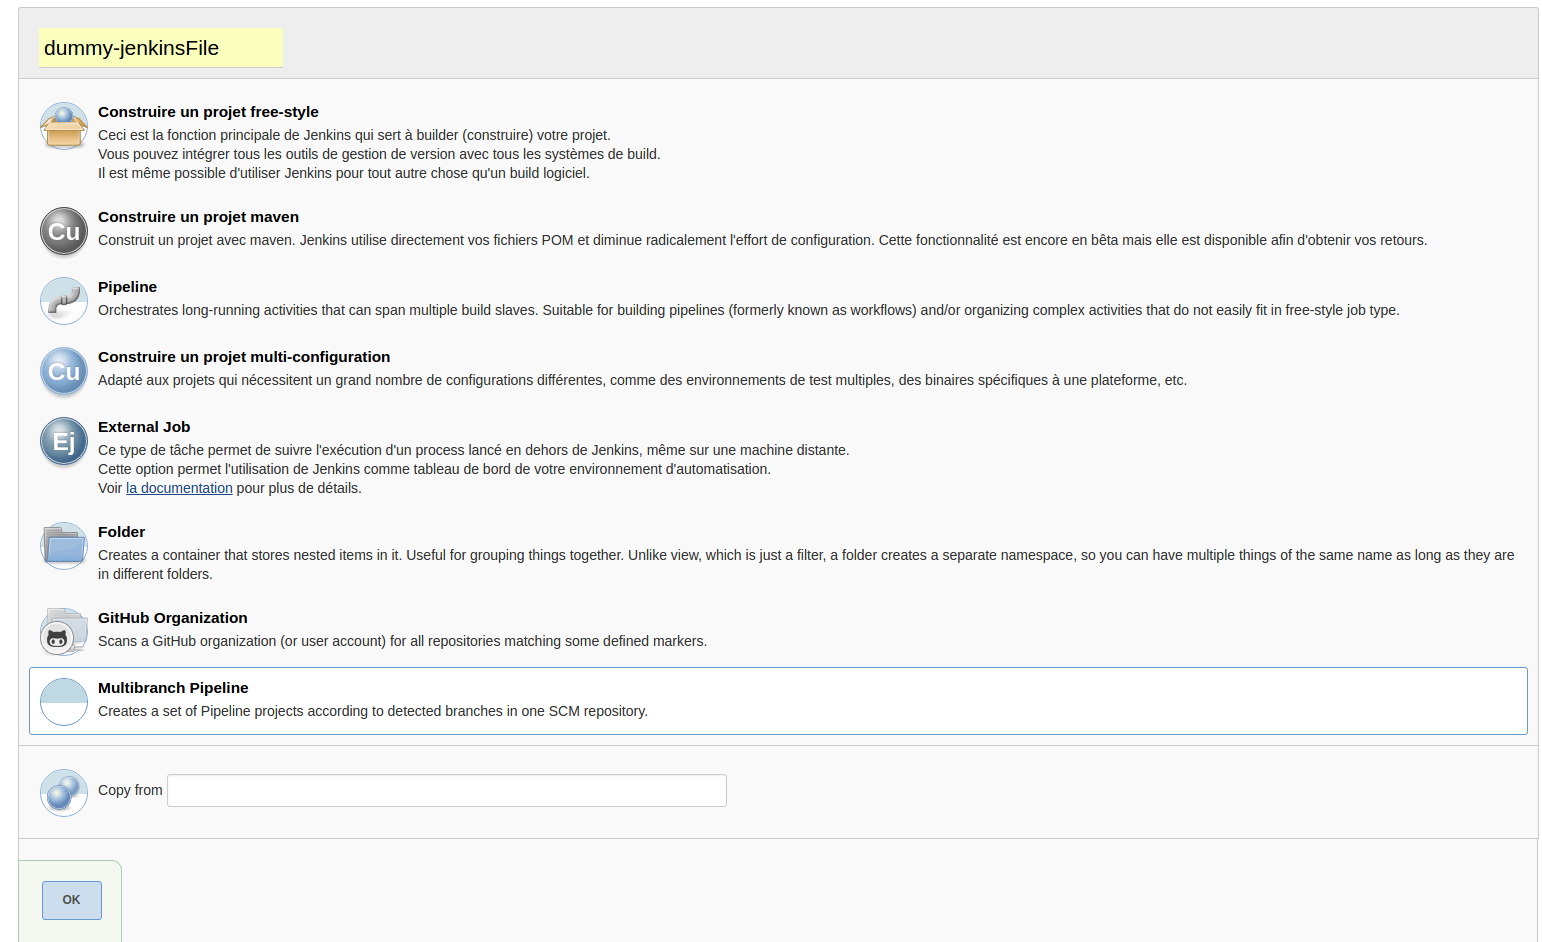 dummy-jenkinsFile
Construire un projet free-style
Ceci est la fonction principale de Jenkins qui sert à builder (construire) votre projet.
Vous pouvez intégrer tous les outils de gestion de version avec tous les systèmes de build.
Il est même possible d'utiliser Jenkins pour tout autre chose qu'un build logiciel.
Cu
Construire un projet maven
Construit un projet avec maven. Jenkins utilise directement vos fichiers POM et diminue radicalement l'effort de configuration. Cette fonctionnalité est encore en bêta mais elle est disponible afin d'obtenir vos retours.
Pipeline
Orchestrates long-running activities that can span multiple build slaves. Suitable for building pipelines (formerly known as workflows) and/or organizing complex activities that do not easily fit in free-style job type.
Cu
Construire un projet multi-configuration
Adapté aux projets qui nécessitent un grand nombre de configurations différentes, comme des environnements de test multiples, des binaires spécifiques à une plateforme, etc.
Ej
External Job
Ce type de tâche permet de suivre l'exécution d'un process lancé en dehors de Jenkins, même sur une machine distante.
Cette option permet l'utilisation de Jenkins comme tableau de bord de votre environnement d'automatisation.
Voir la documentation pour plus de détails.
Folder
Creates a container that stores nested items in it. Useful for grouping things together. Unlike view, which is just a filter, a folder creates a separate namespace, so you can have multiple things of the same name as long as they are
in different folders.
GitHub Organization
Scans a GitHub organization (or user account) for all repositories matching some defined markers.
Multibranch Pipeline
Creates a set of Pipeline projects according to detected branches in one SCM repository.
Copy from
OK